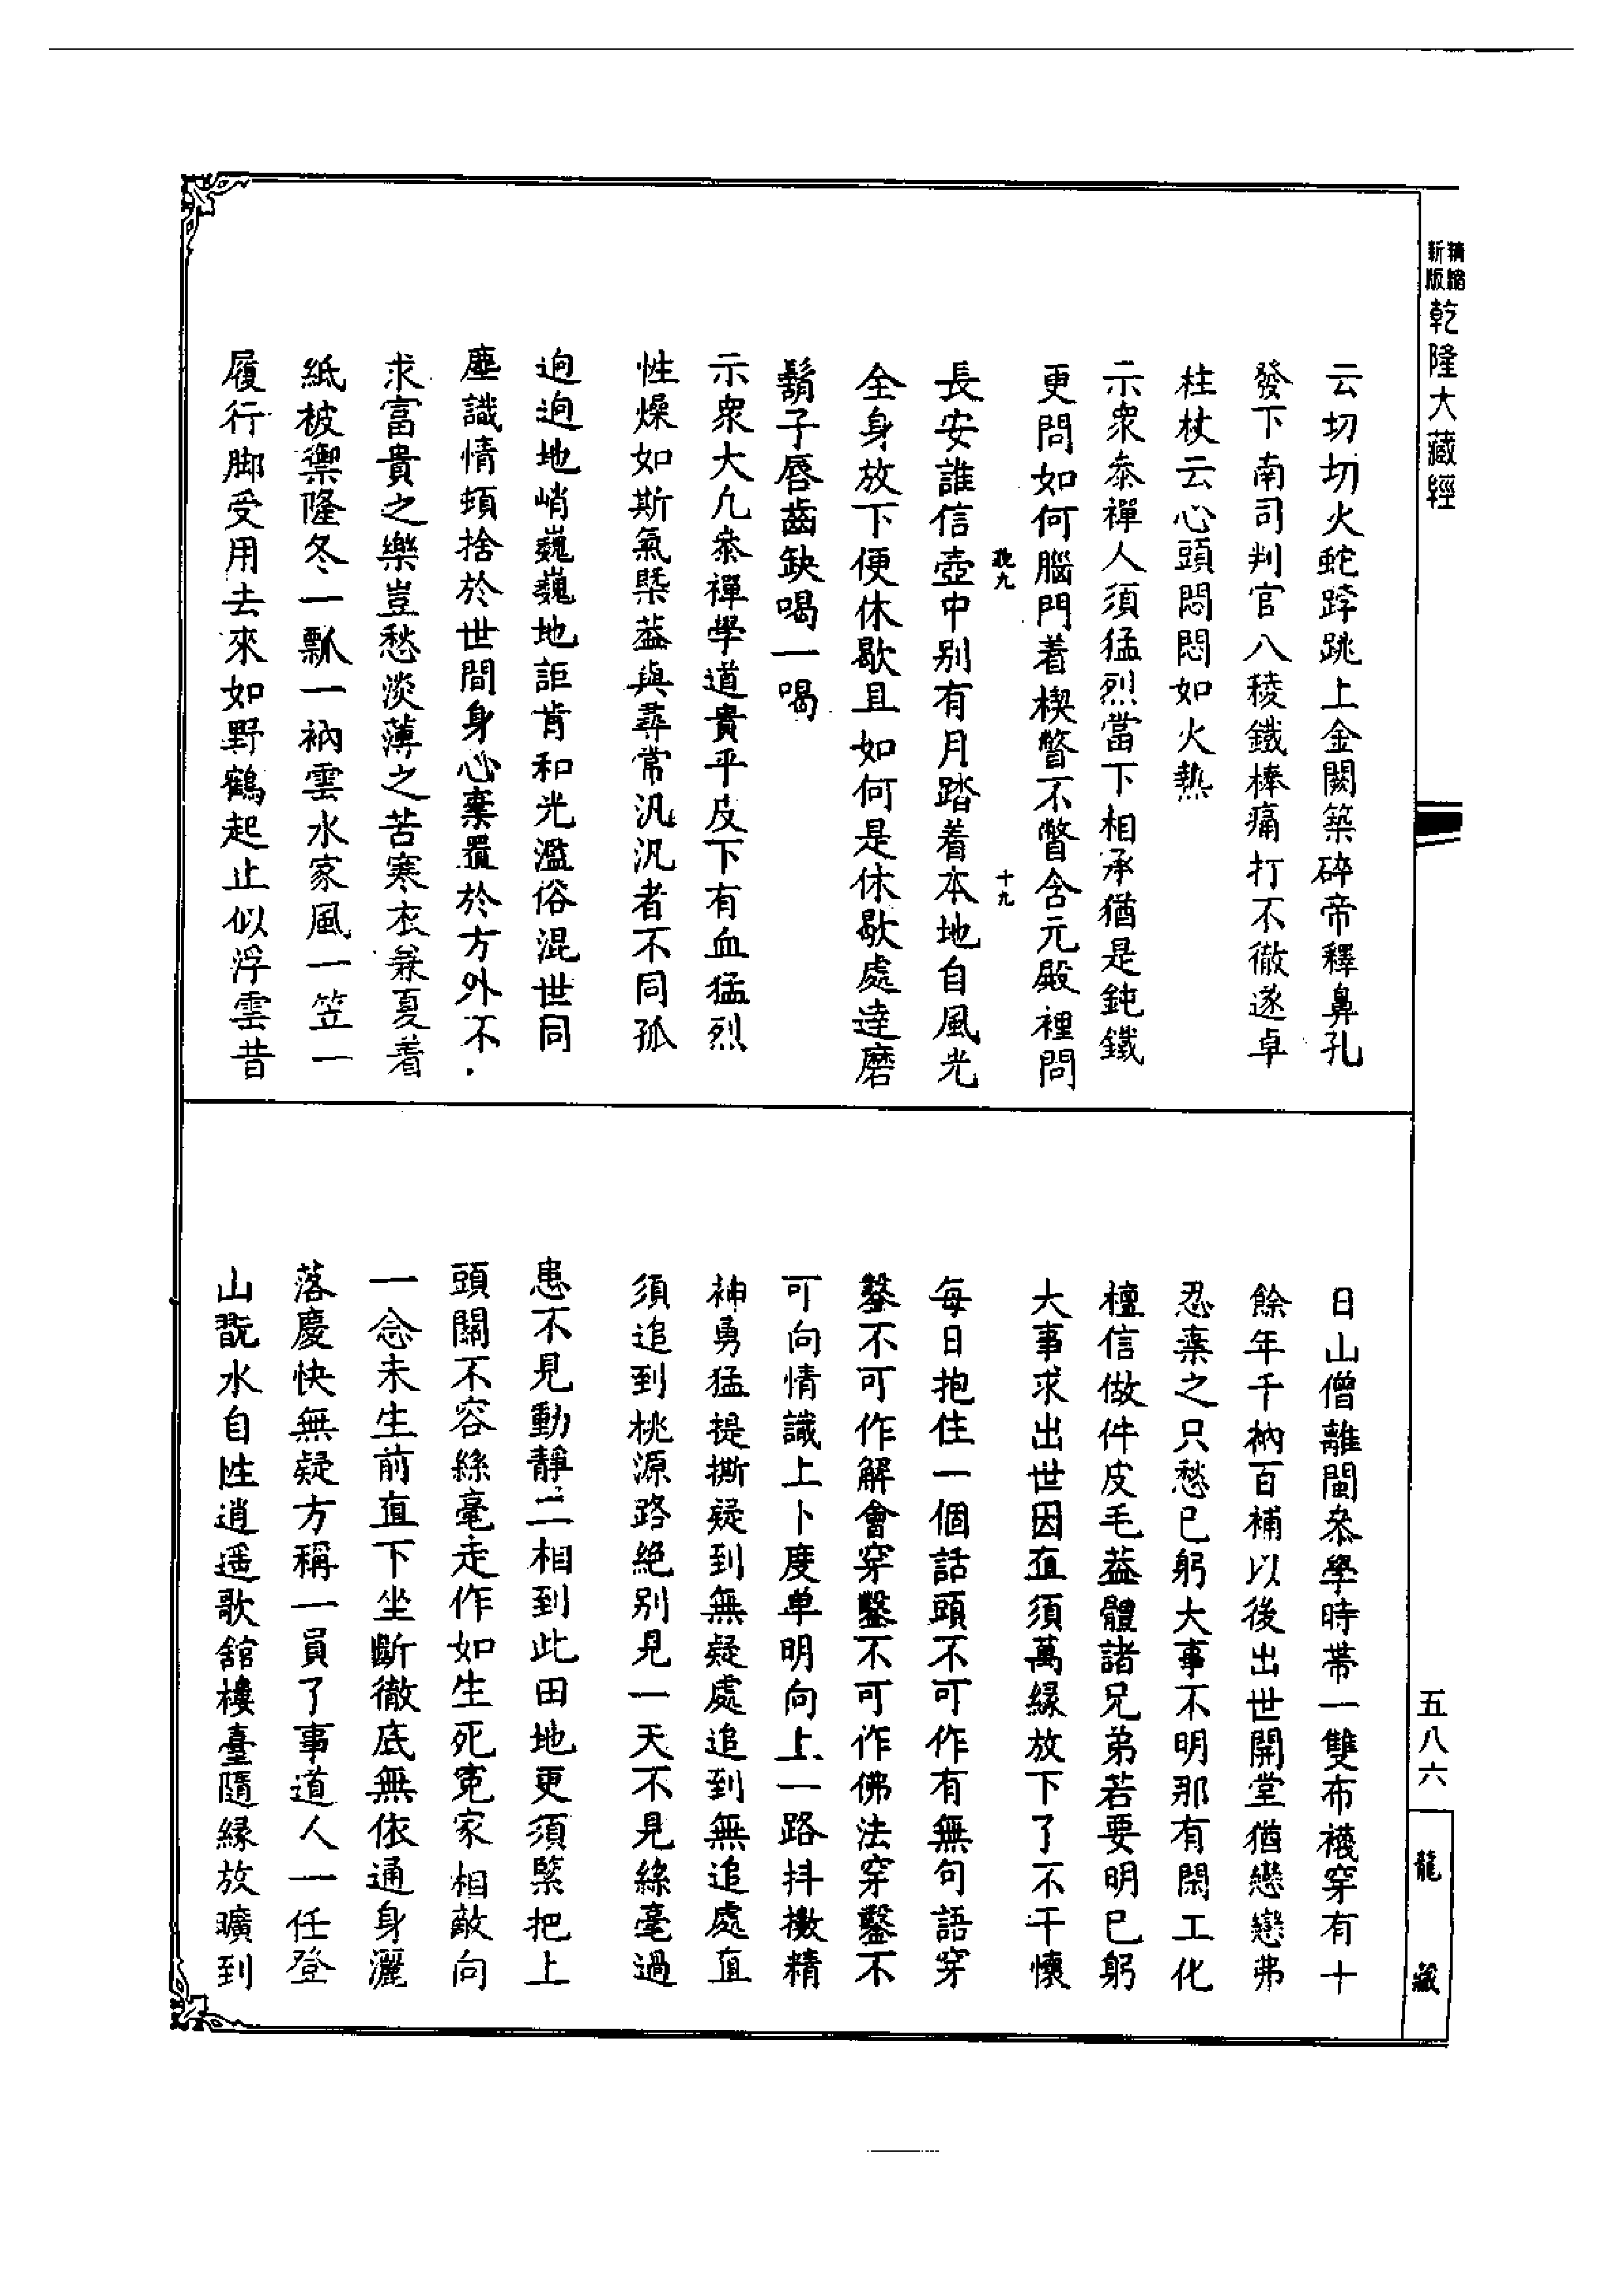 精縮
新版
乾隆大藏經
云切切火蛇𨁝跳上金闕築碎帝釋鼻孔
發下南司判官八稜鐵棒痛打不徹遂卓
柱杖云心頭悶悶如火熱
示衆叅禪人須猛烈當下相承猶是鈍鐵
更問如何腦門着楔瞥不瞥含元殿裡問
九
十九
長安誰信壺中別有月踏着本地自風光
全身放下便休歇且如何是休歇處達磨
鬍子唇齒缺喝一喝
示衆大凡叅禪學道貴乎皮下有血猛烈
性燥如斯氣槩葢與尋常汎汎者不同孤
逈逈地峭巍巍地詎肯和光濫俗混世同
塵識情頓捨於世間身心棄置於方外不
求富貴之樂豈愁淡薄之苦寒衣兼夏着
紙被禦隆冬一瓢一衲雲水家風一笠一
履行脚受用去來如野鶴起止似浮雲昔
日山僧離閩叅學時帶一雙布襪穿有十
餘年千衲百補以後出世開堂猶戀戀弗
忍棄之只愁已躬大事不明那有閑工化
檀信做件皮毛葢體諸兄弟若要明已躬
大事求出世因直須萬緣放下了不干懷
每日抱住一個話頭不可作有無句語穿
鑿不可作解會穿鑿不可作佛法穿鑿不
可向情識上卜度单明向上一路抖擻精
神勇猛提撕疑到無疑處追到無追處直
須追到桃源路絶別見一天不見絲毫過
患不見動靜二相到此田地更須緊把上
頭關不容絲毫走作如生死寃家相敵向
一念未生前直下坐斷徹底無依通身灑
落慶快無疑方稱一員了事道人一任登
山翫水自性逍遥歌舘樓臺隨緣放曠到
五八六
龍藏